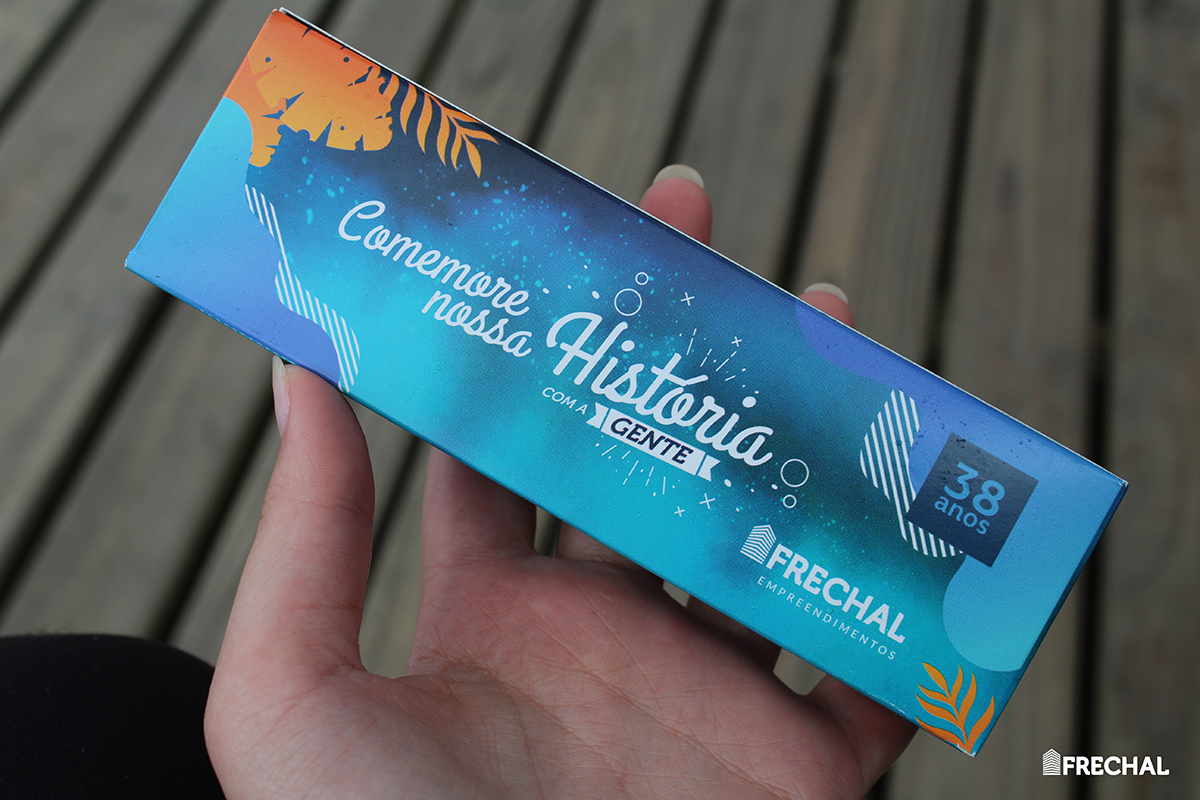 Comemore
nossa
História
COM A GENTE
38
anos
FRECHAL
EMPREENDIMENTOS
FRECHAL